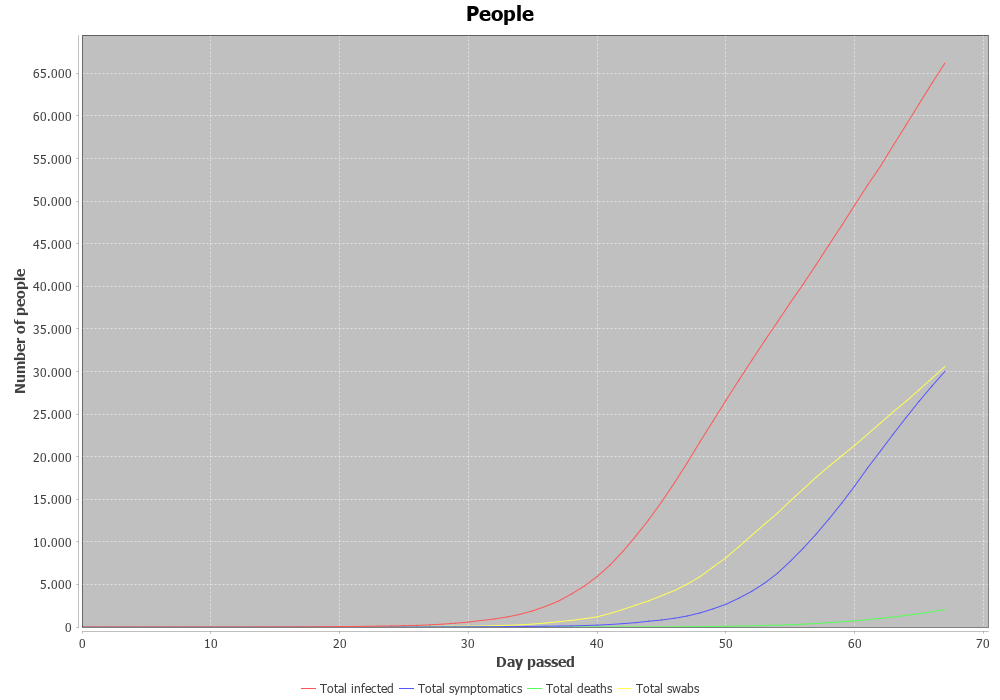 People
65.000
60.000
55.000
50.000
45.000
40.000
35.000
30.000
25.000
20.000
15.000
10.000
5.000
0
Number of people
0 10 20 30 40 50 60 70
Day passed
Total infected Total symptomatics Total deaths Total swabs